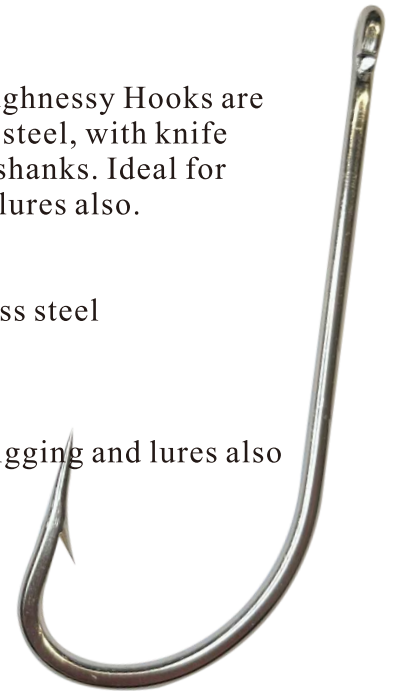 ghnessy Hooks are
steel, with knife
shanks. Ideal for
lures also.
ss steel
gging and lures also